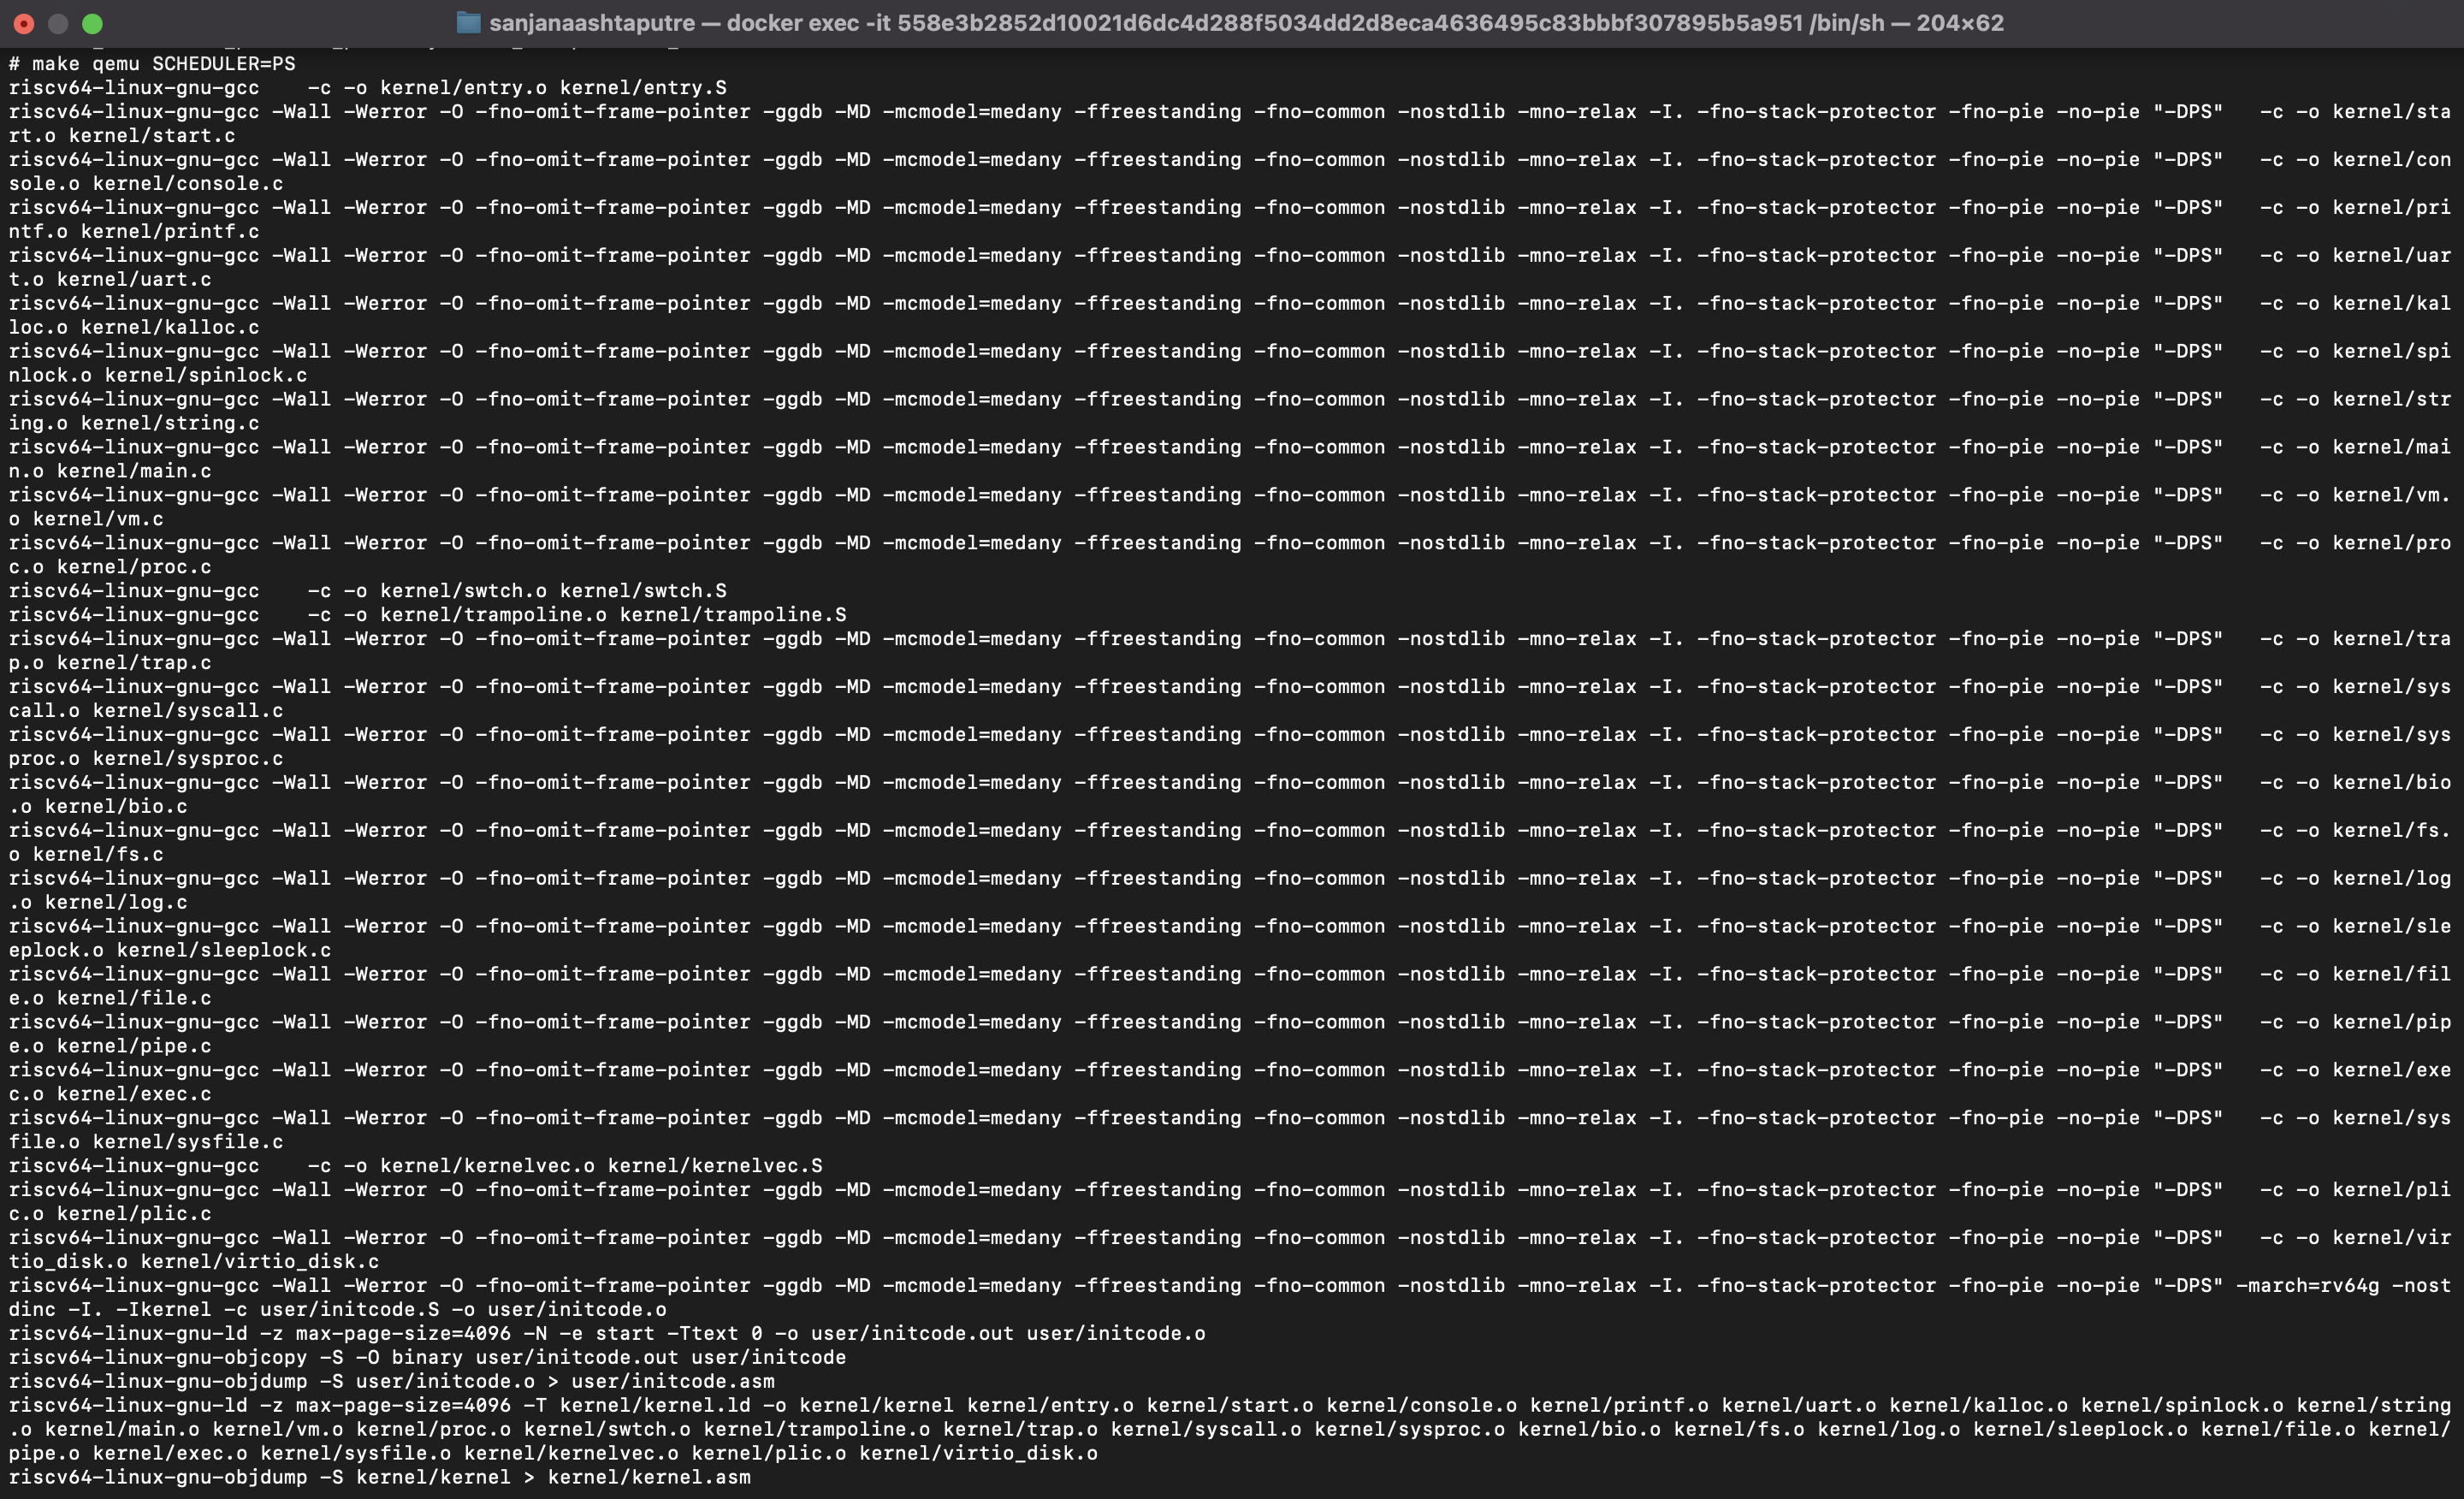 sanjanaashtaputre — docker exec -it 558e3b2852d10021d6dc4d288f5034dd2d8eca4636495c83bbbf307895b5a951 /bin/sh — 204×62
# make qemu SCHEDULER=PS
riscv64-linux-gnu-gcc    -c -o kernel/entry.o kernel/entry.S
riscv64-linux-gnu-gcc -Wall -Werror -O -fno-omit-frame-pointer -ggdb -MD -mcmodel=medany -ffreestanding -fno-common -nostdlib -mno-relax -I. -fno-stack-protector -fno-pie -no-pie "-DPS"   -c -o kernel/sta
rt.o kernel/start.c
riscv64-linux-gnu-gcc -Wall -Werror -O -fno-omit-frame-pointer -ggdb -MD -mcmodel=medany -ffreestanding -fno-common -nostdlib -mno-relax -I. -fno-stack-protector -fno-pie -no-pie "-DPS"   -c -o kernel/con
sole.o kernel/console.c
riscv64-linux-gnu-gcc -Wall -Werror -O -fno-omit-frame-pointer -ggdb -MD -mcmodel=medany -ffreestanding -fno-common -nostdlib -mno-relax -I. -fno-stack-protector -fno-pie -no-pie "-DPS"   -c -o kernel/pri
ntf.o kernel/printf.c
riscv64-linux-gnu-gcc -Wall -Werror -O -fno-omit-frame-pointer -ggdb -MD -mcmodel=medany -ffreestanding -fno-common -nostdlib -mno-relax -I. -fno-stack-protector -fno-pie -no-pie "-DPS"   -c -o kernel/uar
t.o kernel/uart.c
riscv64-linux-gnu-gcc -Wall -Werror -O -fno-omit-frame-pointer -ggdb -MD -mcmodel=medany -ffreestanding -fno-common -nostdlib -mno-relax -I. -fno-stack-protector -fno-pie -no-pie "-DPS"   -c -o kernel/kal
loc.o kernel/kalloc.c
riscv64-linux-gnu-gcc -Wall -Werror -O -fno-omit-frame-pointer -ggdb -MD -mcmodel=medany -ffreestanding -fno-common -nostdlib -mno-relax -I. -fno-stack-protector -fno-pie -no-pie "-DPS"   -c -o kernel/spi
nlock.o kernel/spinlock.c
riscv64-linux-gnu-gcc -Wall -Werror -O -fno-omit-frame-pointer -ggdb -MD -mcmodel=medany -ffreestanding -fno-common -nostdlib -mno-relax -I. -fno-stack-protector -fno-pie -no-pie "-DPS"   -c -o kernel/str
ing.o kernel/string.c
riscv64-linux-gnu-gcc -Wall -Werror -O -fno-omit-frame-pointer -ggdb -MD -mcmodel=medany -ffreestanding -fno-common -nostdlib -mno-relax -I. -fno-stack-protector -fno-pie -no-pie "-DPS"   -c -o kernel/mai
n.o kernel/main.c
riscv64-linux-gnu-gcc -Wall -Werror -O -fno-omit-frame-pointer -ggdb -MD -mcmodel=medany -ffreestanding -fno-common -nostdlib -mno-relax -I. -fno-stack-protector -fno-pie -no-pie "-DPS"   -c -o kernel/vm.
o kernel/vm.c
riscv64-linux-gnu-gcc -Wall -Werror -O -fno-omit-frame-pointer -ggdb -MD -mcmodel=medany -ffreestanding -fno-common -nostdlib -mno-relax -I. -fno-stack-protector -fno-pie -no-pie "-DPS"   -c -o kernel/pro
c.o kernel/proc.c
riscv64-linux-gnu-gcc    -c -o kernel/swtch.o kernel/swtch.S
riscv64-linux-gnu-gcc    -c -o kernel/trampoline.o kernel/trampoline.S
riscv64-linux-gnu-gcc -Wall -Werror -O -fno-omit-frame-pointer -ggdb -MD -mcmodel=medany -ffreestanding -fno-common -nostdlib -mno-relax -I. -fno-stack-protector -fno-pie -no-pie "-DPS"   -c -o kernel/tra
p.o kernel/trap.c
riscv64-linux-gnu-gcc -Wall -Werror -O -fno-omit-frame-pointer -ggdb -MD -mcmodel=medany -ffreestanding -fno-common -nostdlib -mno-relax -I. -fno-stack-protector -fno-pie -no-pie "-DPS"   -c -o kernel/sys
call.o kernel/syscall.c
riscv64-linux-gnu-gcc -Wall -Werror -O -fno-omit-frame-pointer -ggdb -MD -mcmodel=medany -ffreestanding -fno-common -nostdlib -mno-relax -I. -fno-stack-protector -fno-pie -no-pie "-DPS"   -c -o kernel/sys
proc.o kernel/sysproc.c
riscv64-linux-gnu-gcc -Wall -Werror -O -fno-omit-frame-pointer -ggdb -MD -mcmodel=medany -ffreestanding -fno-common -nostdlib -mno-relax -I. -fno-stack-protector -fno-pie -no-pie "-DPS"   -c -o kernel/bio
.o kernel/bio.c
riscv64-linux-gnu-gcc -Wall -Werror -O -fno-omit-frame-pointer -ggdb -MD -mcmodel=medany -ffreestanding -fno-common -nostdlib -mno-relax -I. -fno-stack-protector -fno-pie -no-pie "-DPS"   -c -o kernel/fs.
o kernel/fs.c
riscv64-linux-gnu-gcc -Wall -Werror -O -fno-omit-frame-pointer -ggdb -MD -mcmodel=medany -ffreestanding -fno-common -nostdlib -mno-relax -I. -fno-stack-protector -fno-pie -no-pie "-DPS"   -c -o kernel/log
.o kernel/log.c
riscv64-linux-gnu-gcc -Wall -Werror -O -fno-omit-frame-pointer -ggdb -MD -mcmodel=medany -ffreestanding -fno-common -nostdlib -mno-relax -I. -fno-stack-protector -fno-pie -no-pie "-DPS"   -c -o kernel/sle
eplock.o kernel/sleeplock.c
riscv64-linux-gnu-gcc -Wall -Werror -O -fno-omit-frame-pointer -ggdb -MD -mcmodel=medany -ffreestanding -fno-common -nostdlib -mno-relax -I. -fno-stack-protector -fno-pie -no-pie "-DPS"   -c -o kernel/fil
e.o kernel/file.c
riscv64-linux-gnu-gcc -Wall -Werror -O -fno-omit-frame-pointer -ggdb -MD -mcmodel=medany -ffreestanding -fno-common -nostdlib -mno-relax -I. -fno-stack-protector -fno-pie -no-pie "-DPS"   -c -o kernel/pip
e.o kernel/pipe.c
riscv64-linux-gnu-gcc -Wall -Werror -O -fno-omit-frame-pointer -ggdb -MD -mcmodel=medany -ffreestanding -fno-common -nostdlib -mno-relax -I. -fno-stack-protector -fno-pie -no-pie "-DPS"   -c -o kernel/exe
c.o kernel/exec.c
riscv64-linux-gnu-gcc -Wall -Werror -O -fno-omit-frame-pointer -ggdb -MD -mcmodel=medany -ffreestanding -fno-common -nostdlib -mno-relax -I. -fno-stack-protector -fno-pie -no-pie "-DPS"   -c -o kernel/sys
file.o kernel/sysfile.c
riscv64-linux-gnu-gcc    -c -o kernel/kernelvec.o kernel/kernelvec.S
riscv64-linux-gnu-gcc -Wall -Werror -O -fno-omit-frame-pointer -ggdb -MD -mcmodel=medany -ffreestanding -fno-common -nostdlib -mno-relax -I. -fno-stack-protector -fno-pie -no-pie "-DPS"   -c -o kernel/pli
c.o kernel/plic.c
riscv64-linux-gnu-gcc -Wall -Werror -O -fno-omit-frame-pointer -ggdb -MD -mcmodel=medany -ffreestanding -fno-common -nostdlib -mno-relax -I. -fno-stack-protector -fno-pie -no-pie "-DPS"   -c -o kernel/vir
tio_disk.o kernel/virtio_disk.c
riscv64-linux-gnu-gcc -Wall -Werror -O -fno-omit-frame-pointer -ggdb -MD -mcmodel=medany -ffreestanding -fno-common -nostdlib -mno-relax -I. -fno-stack-protector -fno-pie -no-pie "-DPS" -march=rv64g -nost
dinc -I. -Ikernel -c user/initcode.S -o user/initcode.o
riscv64-linux-gnu-ld -z max-page-size=4096 -N -e start -Ttext 0 -o user/initcode.out user/initcode.o
riscv64-linux-gnu-objcopy -S -O binary user/initcode.out user/initcode
riscv64-linux-gnu-objdump -S user/initcode.o > user/initcode.asm
riscv64-linux-gnu-ld -z max-page-size=4096 -T kernel/kernel.ld -o kernel/kernel kernel/entry.o kernel/start.o kernel/console.o kernel/printf.o kernel/uart.o kernel/kalloc.o kernel/spinlock.o kernel/string
.o kernel/main.o kernel/vm.o kernel/proc.o kernel/swtch.o kernel/trampoline.o kernel/trap.o kernel/syscall.o kernel/sysproc.o kernel/bio.o kernel/fs.o kernel/log.o kernel/sleeplock.o kernel/file.o kernel/
pipe.o kernel/exec.o kernel/sysfile.o kernel/kernelvec.o kernel/plic.o kernel/virtio_disk.o
riscv64-linux-gnu-objdump -S kernel/kernel > kernel/kernel.asm